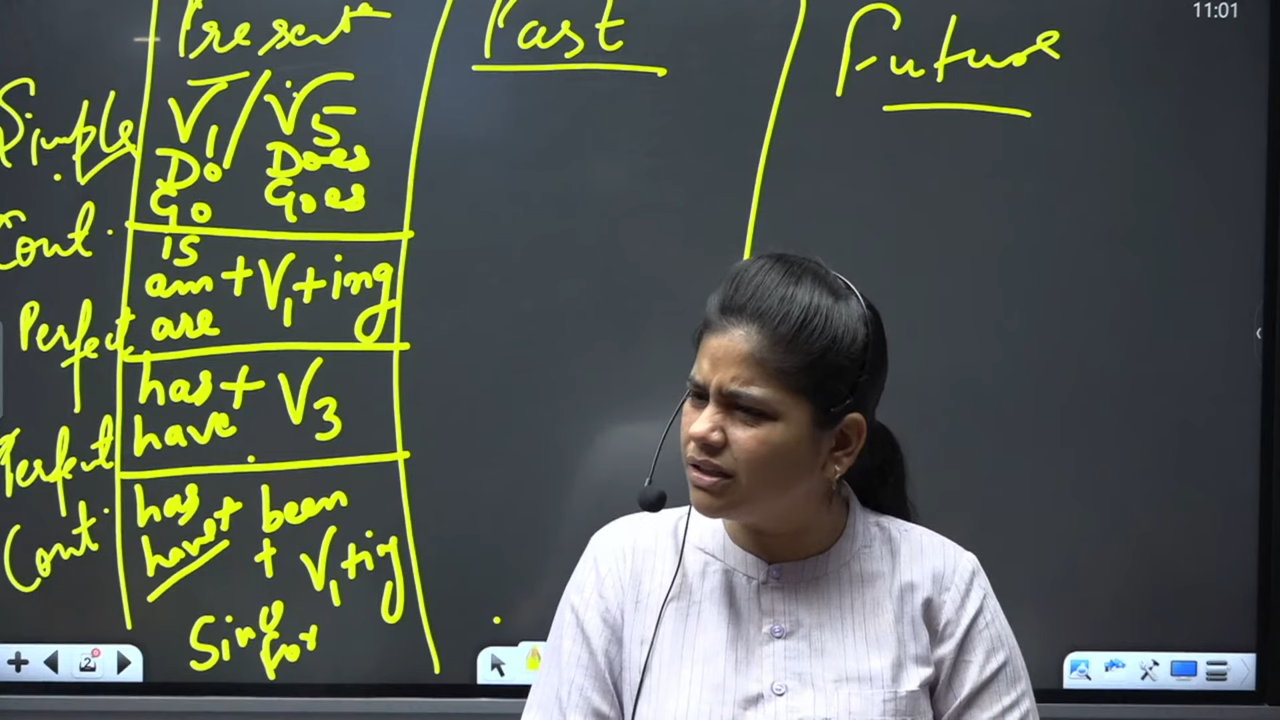 Present
Past
Future
11:01
Simple
V1/V5
Do Does
Go Goes
Cont.
is
am + V1 + ing
are
Perfect
has + V3
have
Perfect
Cont.
has + been
have + V1 + ing
for
2